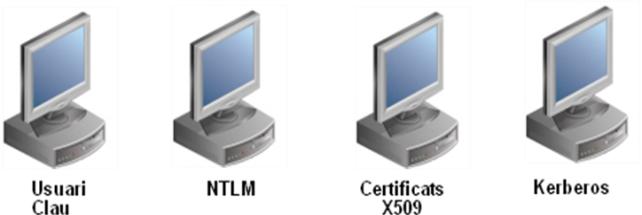 Usuari
Clau
NTLM
Certificats
X509
Kerberos